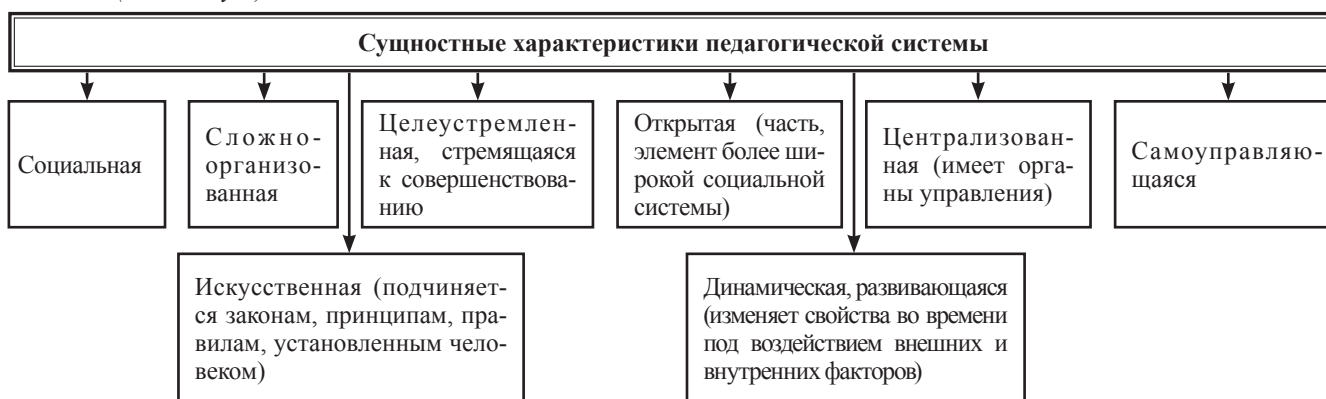 Сущностные характеристики педагогической системы
Социальная
Сложно-
организо-
ванная
Целеустремлен-
ная, стремящаяся
к совершенствова-
нию
Открытая (часть,
элемент более ши-
рокой социальной
системы)
Централизован-
ная (имеет орга-
ны управления)
Самоуправляю-
щаяся
Искусственная (подчиняет-
ся законам, принципам, пра-
вилам, установленным чело-
веком)
Динамическая, развивающаяся
(изменяет свойства во времени
под воздействием внешних и
внутренних факторов)